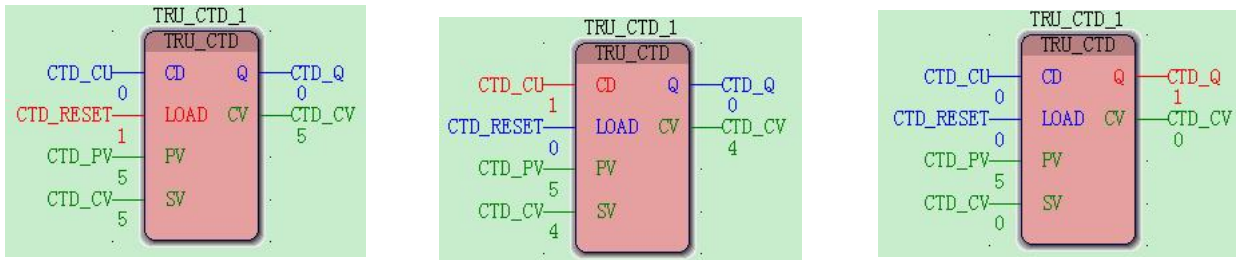 TRU_CTD_1
TRU_CTD
CTD_CU CD Q CTD_Q
0 0
CTD_RESET LOAD CV CTD_CV
1 5
CTD_PV PV
5
CTD_CV SV
5
TRU_CTD_1
TRU_CTD
CTD_CU CD Q CTD_Q
1 0
CTD_RESET LOAD CV CTD_CV
0 4
CTD_PV PV
5
CTD_CV SV
4
TRU_CTD_1
TRU_CTD
CTD_CU CD Q CTD_Q
0 1
CTD_RESET LOAD CV CTD_CV
0 0
CTD_PV PV
5
CTD_CV SV
0